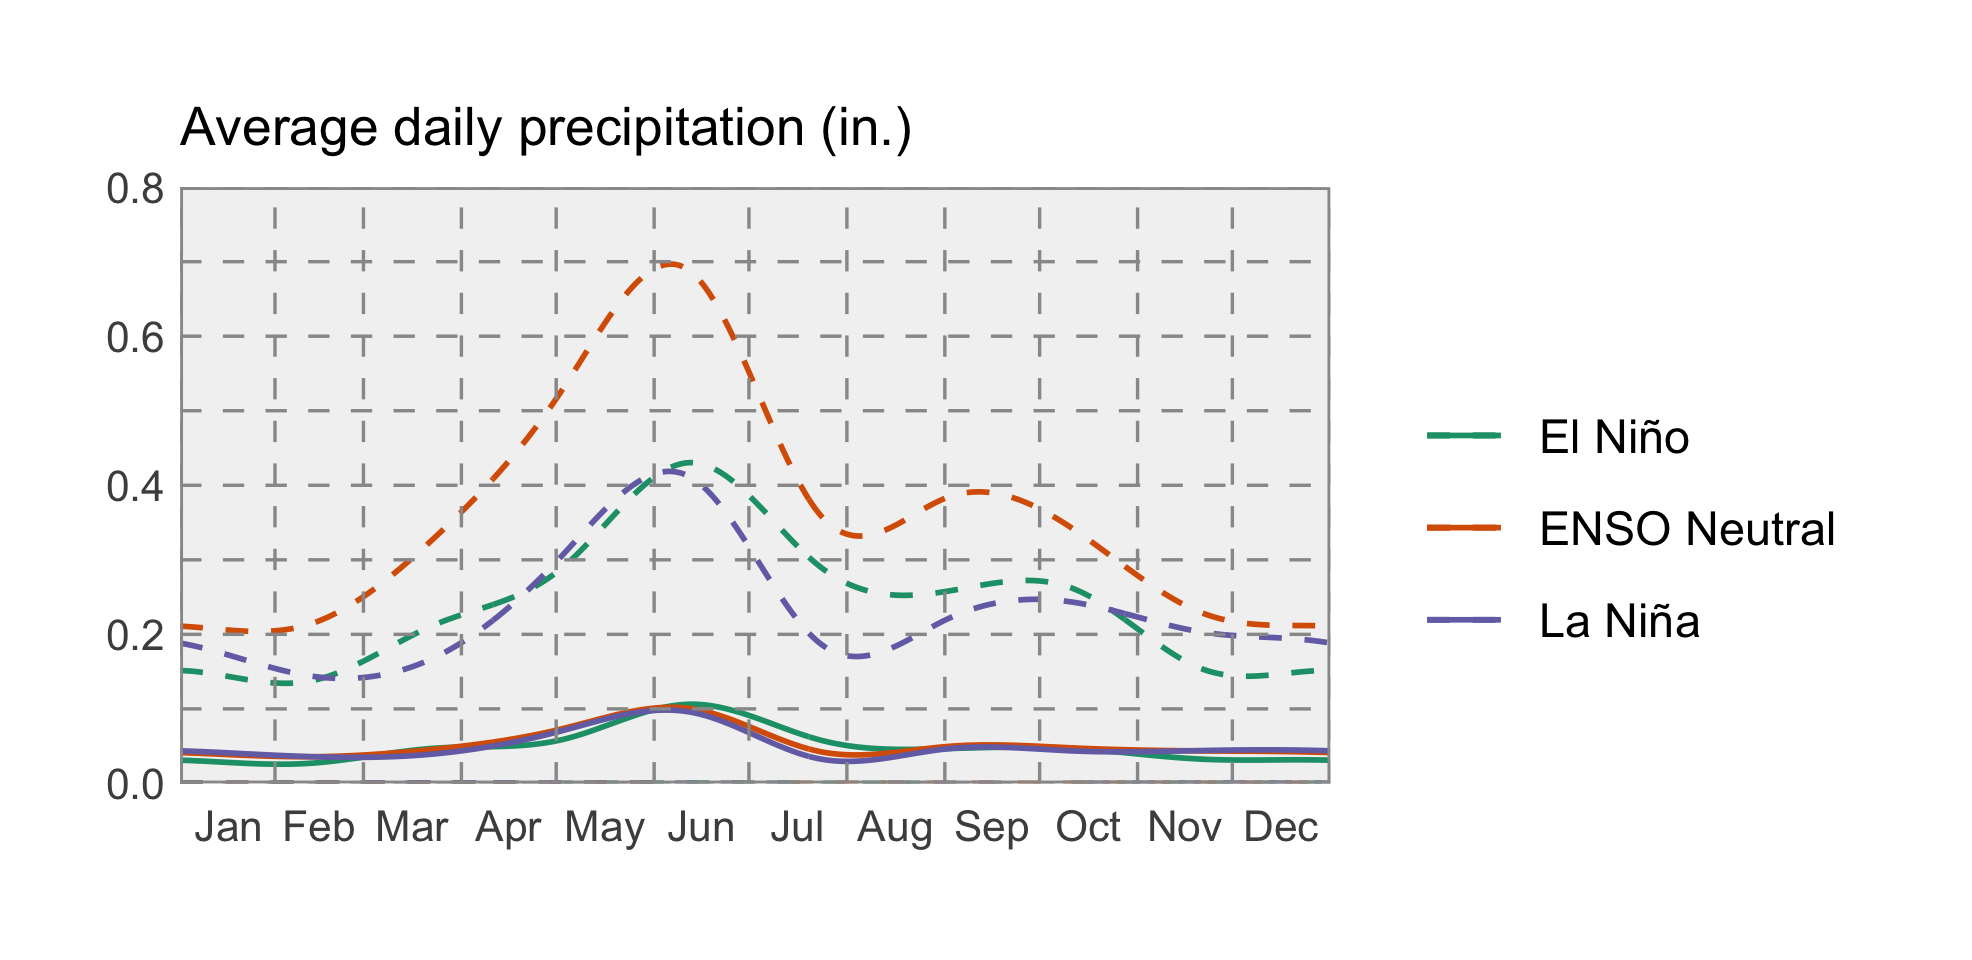 Average daily precipitation (in.)
0.8
0.6
0.4
0.2
0.0
Jan Feb Mar Apr May Jun Jul Aug Sep Oct Nov Dec
El Niño
ENSO Neutral
La Niña